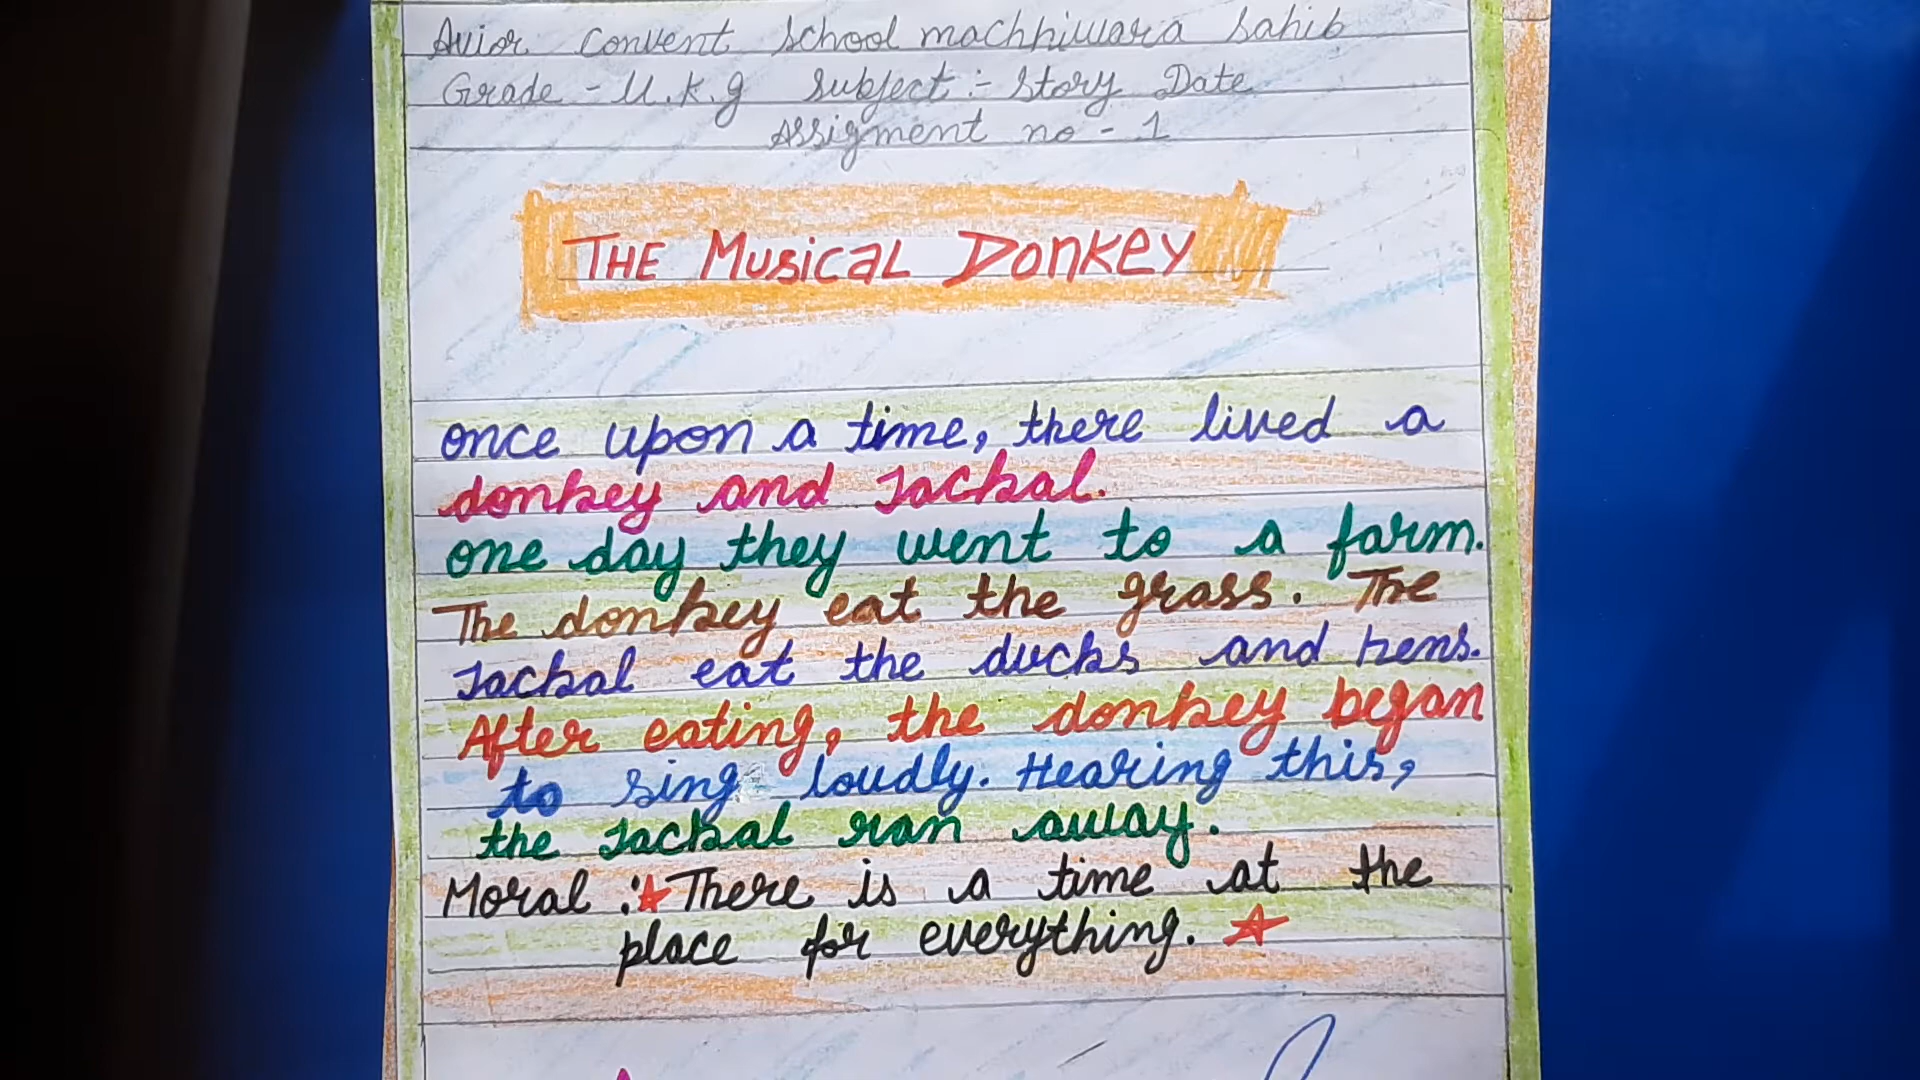 Avior Convent School machhiwara Sahib
Grade - U.k.g Subject :- Story Date
Assigment no - 1
THE MUSICAL DONKEY
once upon a time, there lived a
donkey and Jackal.
one day they went to a farm.
The donkey eat the grass. The
Jackal eat the ducks and hens.
After eating, the donkey began
to sing loudly. Hearing this,
the Jackal ran away.
Moral : There is a time at the
place for everything.